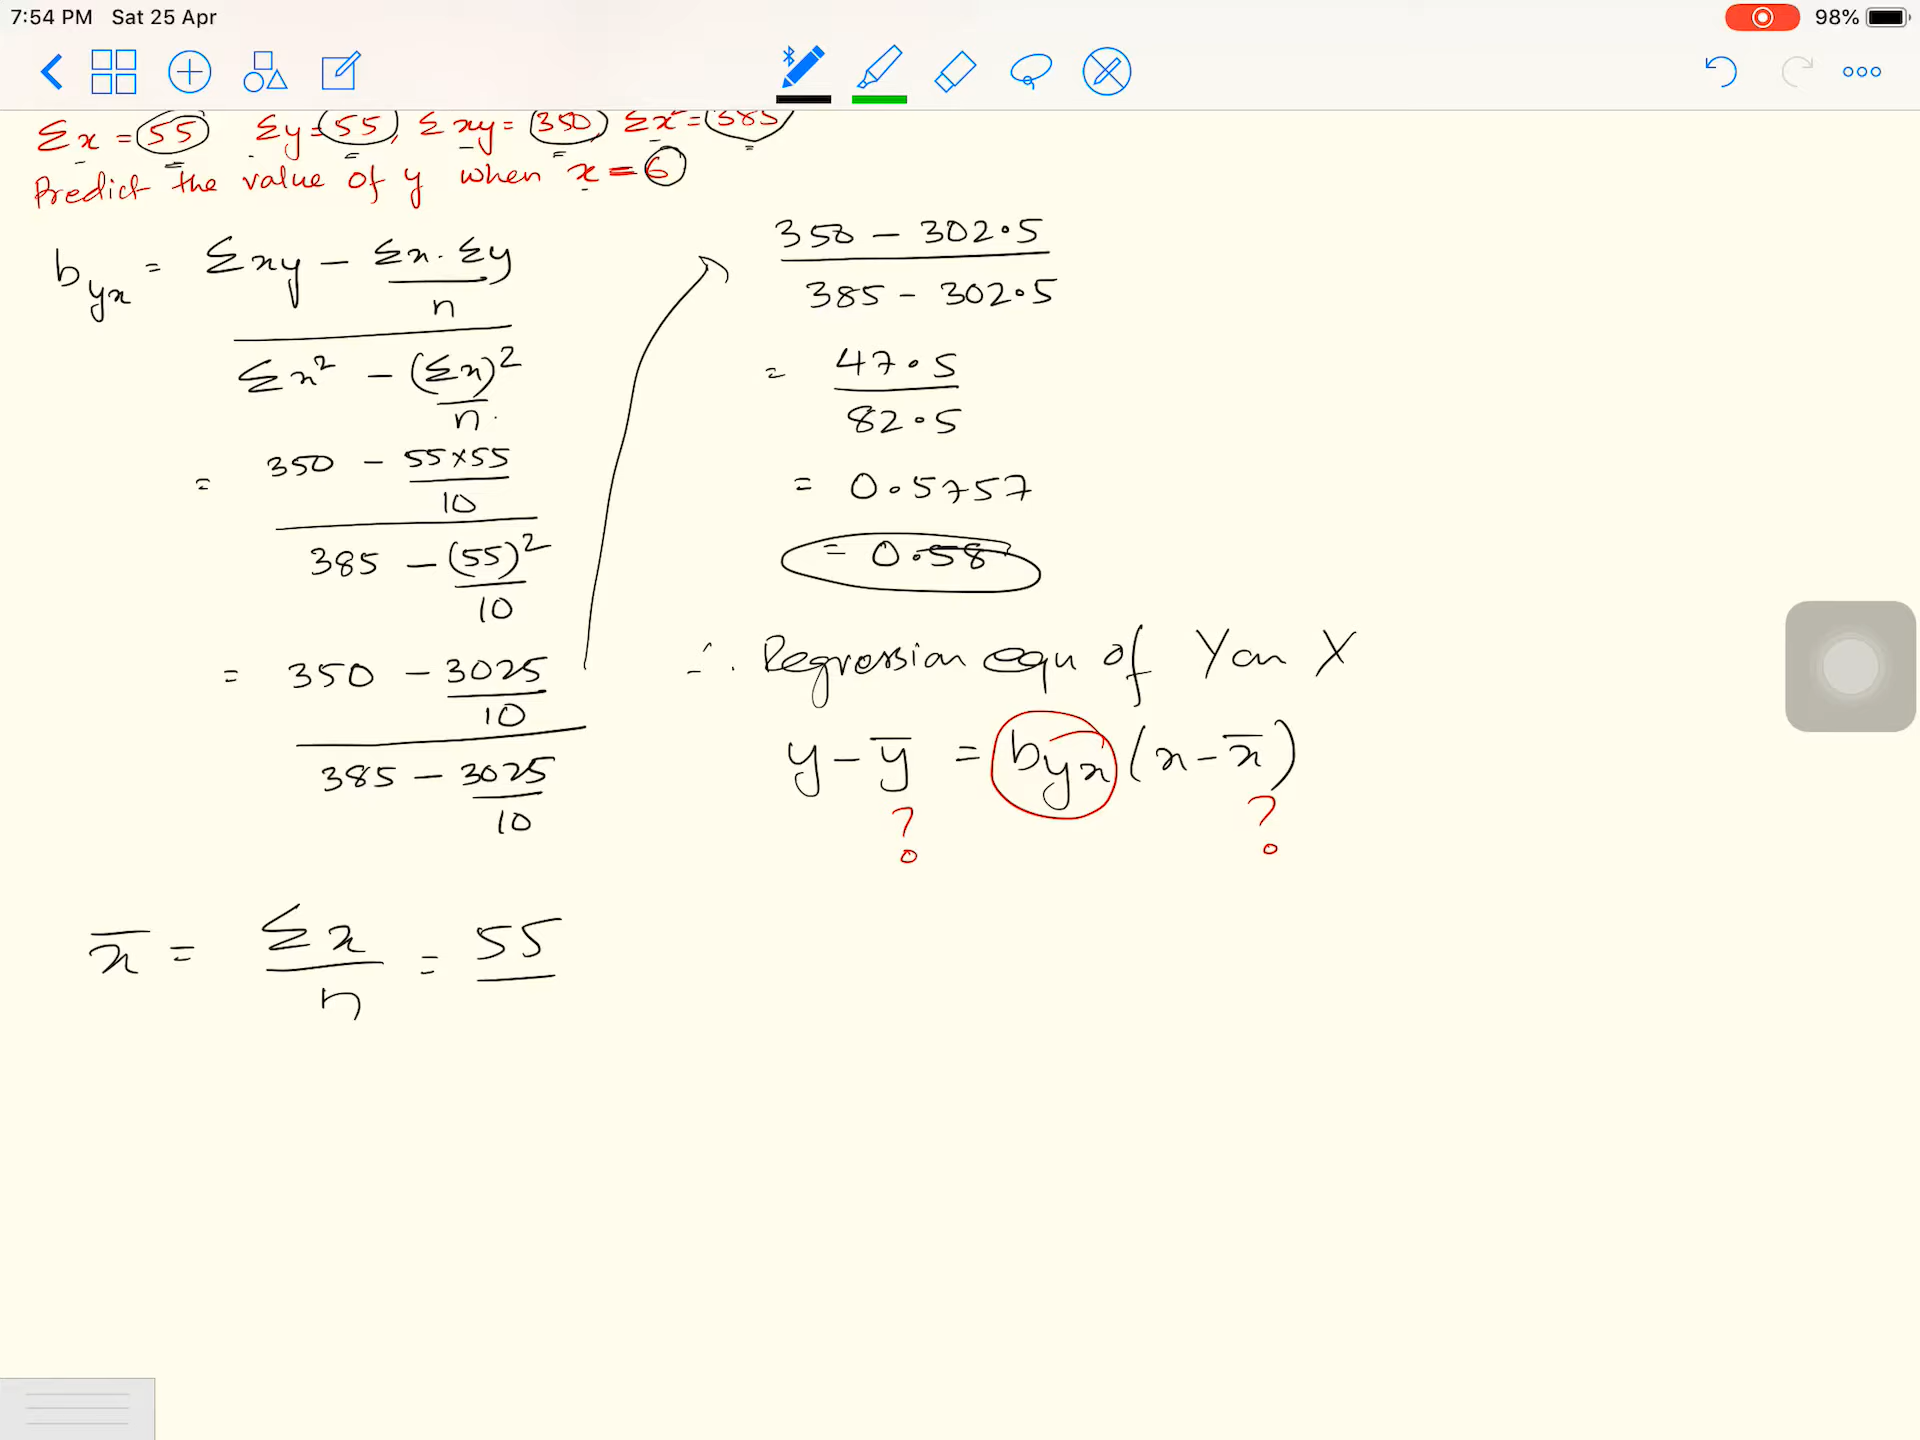 7:54 PM Sat 25 Apr 98%
Σx = 55 Σy = 55, Σxy = 350, Σx² = 385
Predict the value of y when x = 6
b_yx = (Σxy − (Σx · Σy)/n) / (Σx² − (Σx)²/n)
= (350 − (55×55)/10) / (385 − (55)²/10)
= (350 − 3025/10) / (385 − 3025/10)
(350 − 302.5) / (385 − 302.5)
= 47.5 / 82.5
= 0.5757
= 0.58
∴ Regression equ of Y on X
y − ȳ = b_yx (x − x̄)
? ?
x̄ = Σx / n = 55